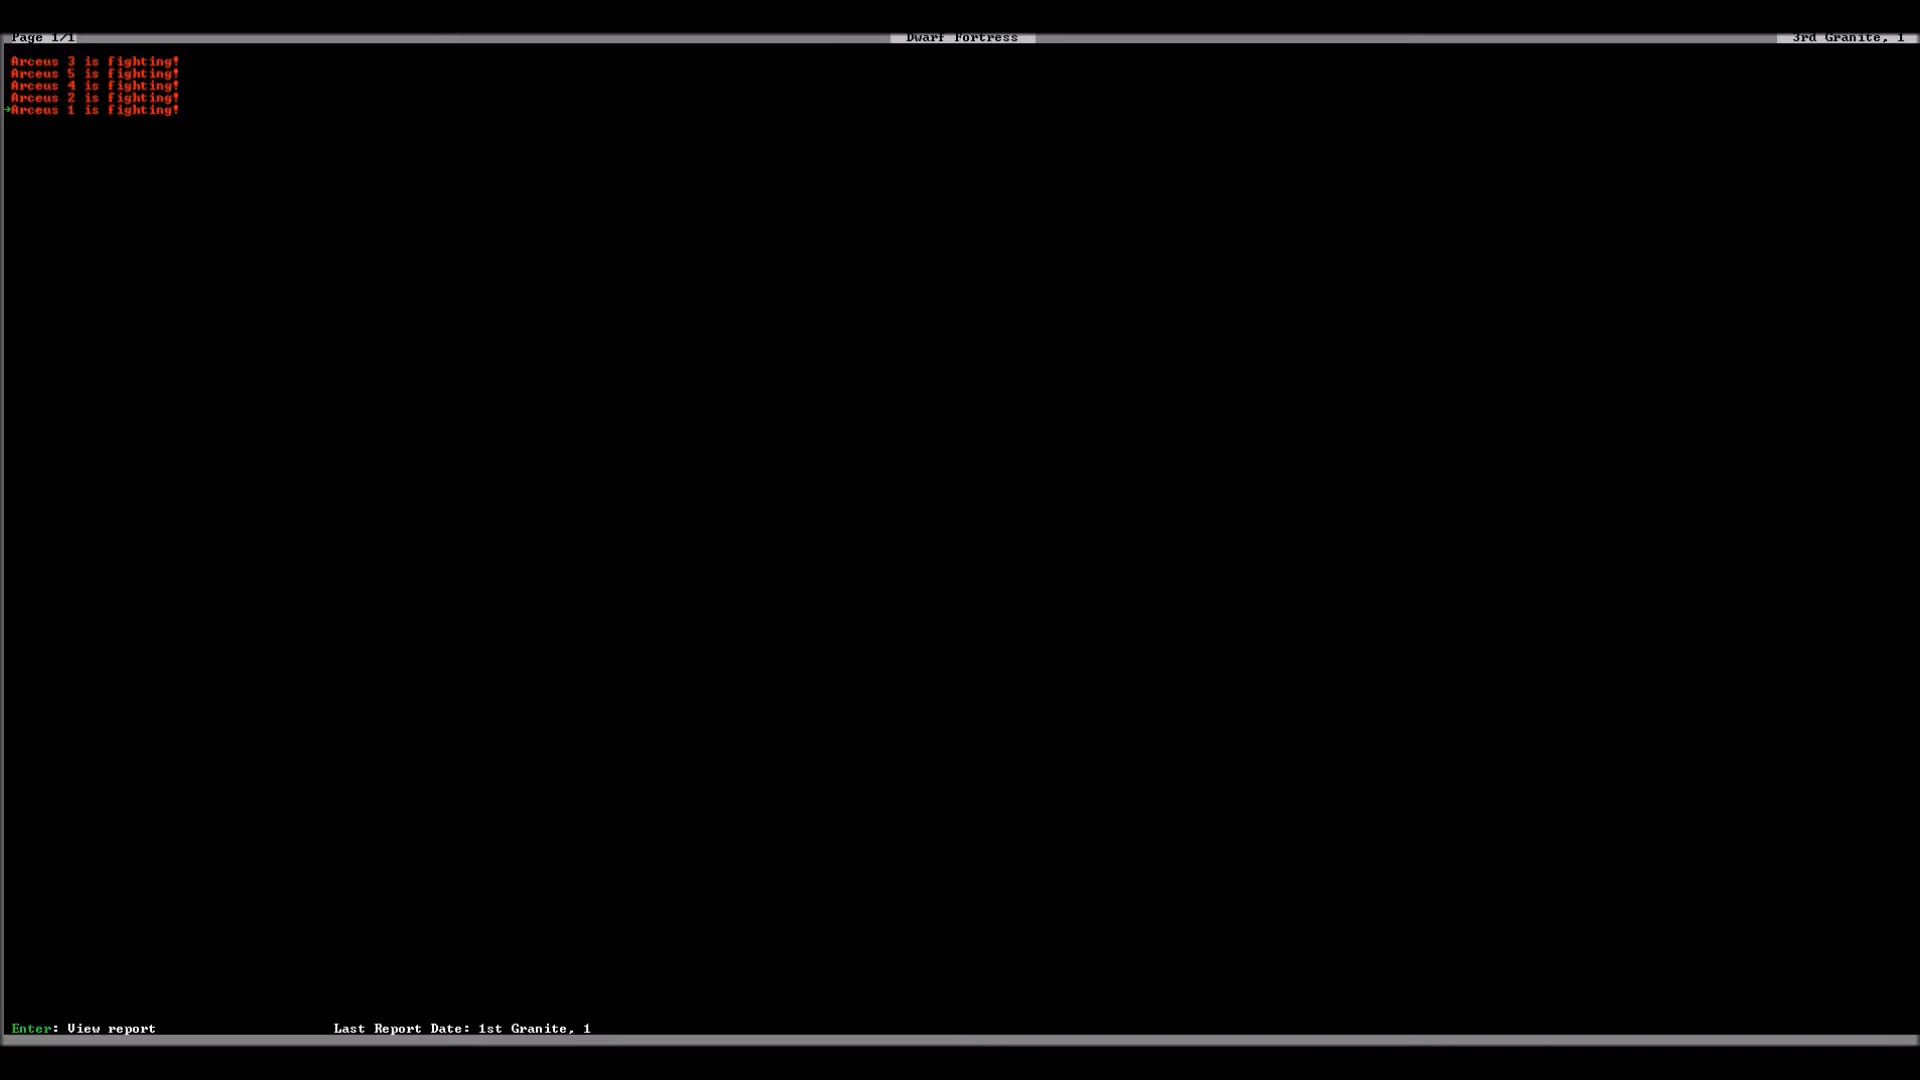 Page 1/1 Dwarf Fortress 3rd Granite, 1
Arceus 3 is fighting!
Arceus 5 is fighting!
Arceus 4 is fighting!
Arceus 2 is fighting!
→Arceus 1 is fighting!
Enter: View report Last Report Date: 1st Granite, 1